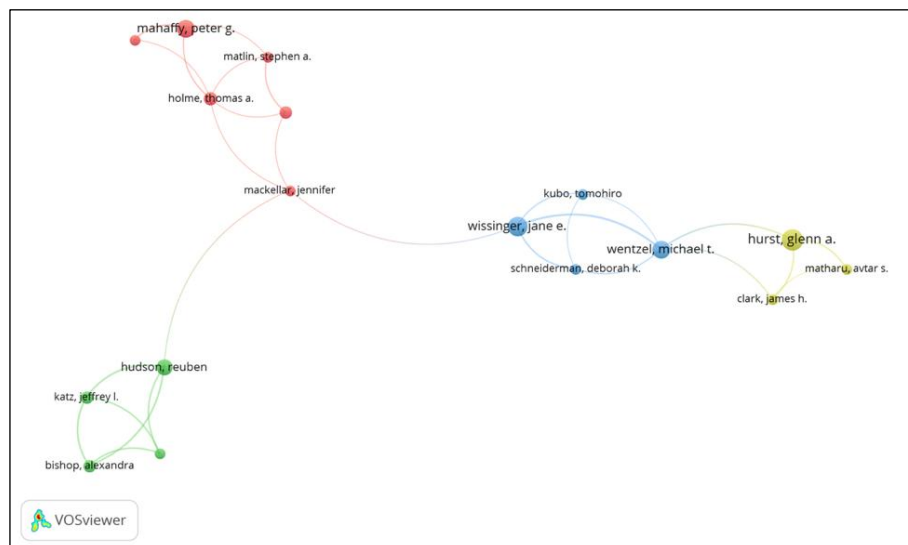 mahaffy, peter g.
matlin, stephen a.
holme, thomas a.
mackellar, jennifer
kubo, tomohiro
wissinger, jane e.
wentzel, michael t.
hurst, glenn a.
schneiderman, deborah k.
matharu, avtar s.
clark, james h.
hudson, reuben
katz, jeffrey l.
bishop, alexandra
VOSviewer